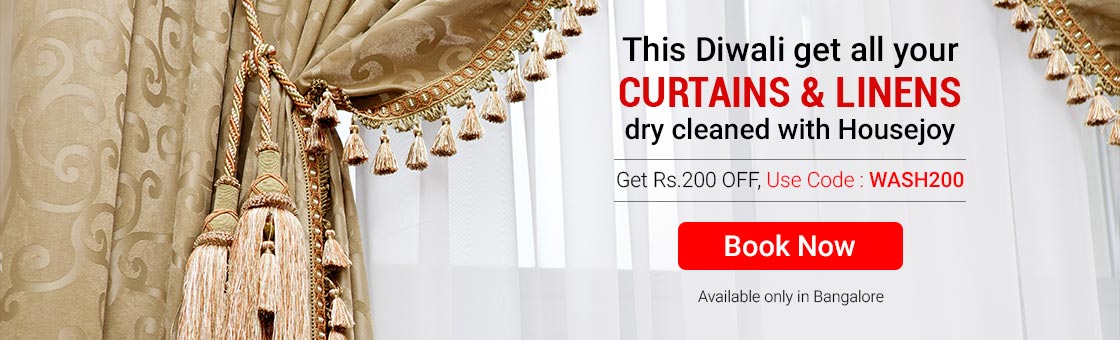 This Diwali get all your
CURTAINS & LINENS
dry cleaned with Housejoy
Get Rs.200 OFF, Use Code : WASH200
Book Now
Available only in Bangalore